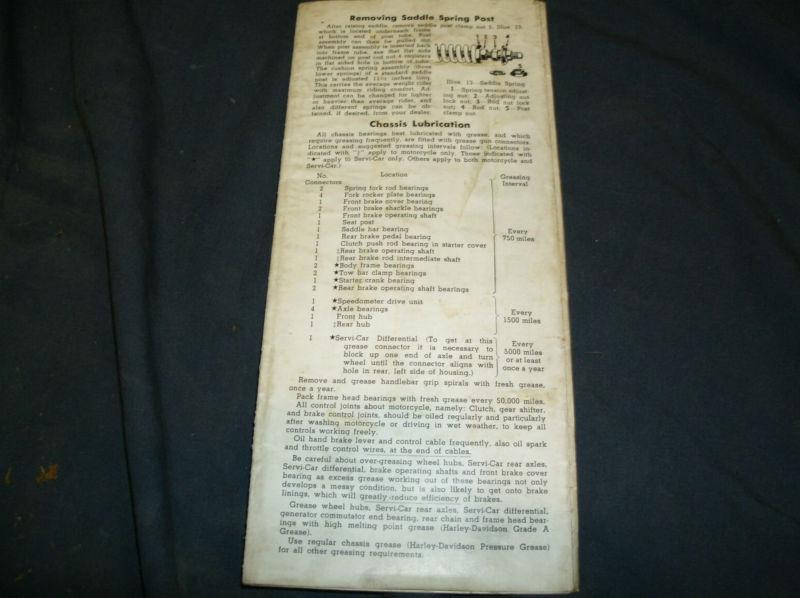 Removing Saddle Spring Post
After raising saddle, remove saddle post clamp nut 5, Illus. 13,
which is located underneath frame
at bottom end of post tube. Post
assembly can then be pulled out.
When post assembly is inserted back
into frame tube, see that flat side
machined on post rod nut 4 registers
in flat sided hole in bottom of tube.
The cushion spring assembly (three
lower springs) of a standard saddle
post is adjusted long.
This carries the average weight rider
with maximum riding comfort. Ad-
justment can be changed for lighter
or heavier than average rider, and
also different springs can be ob-
tained, if desired, from your dealer.
Illus. 13—Saddle Spring
1—Spring tension adjust-
ing nut; 2—Adjusting nut
lock nut; 3—Rod nut lock
nut; 4—Rod nut; 5—Post
clamp nut.
Chassis Lubrication
All chassis bearings best lubricated with grease, and which
require greasing frequently, are fitted with grease gun connectors.
Locations and suggested greasing intervals follow: (Locations in-
dicated with "‡" apply to motorcycle only. Those indicated with
"★" apply to Servi-Car only. Others apply to both motorcycle and
Servi-Car.)
No. Connectors Location Greasing Interval
2 Spring fork rod bearings
4 Fork rocker plate bearings
1 Front brake cover bearing
2 Front brake shackle bearings
1 Front brake operating shaft
1 Seat post
1 Saddle bar bearing
1 Rear brake pedal bearing
1 Clutch push rod bearing in starter cover
1 ‡Rear brake operating shaft
1 ‡Rear brake rod intermediate shaft
2 ★Body frame bearings
2 ★Tow bar clamp bearings
1 ★Starter crank bearing
2 ★Rear brake operating shaft bearings
Every
750 miles
1 ★Speedometer drive unit
4 ★Axle bearings
1 Front hub
1 ‡Rear hub
Every
1500 miles
1 ★Servi-Car Differential (To get at this
grease connector it is necessary to
block up one end of axle and turn
wheel until the connector aligns with
hole in rear, left side of housing.)
Every
5000 miles
or at least
once a year
Remove and grease handlebar grip spirals with fresh grease,
once a year.
Pack frame head bearings with fresh grease every 50,000 miles.
All control joints about motorcycle, namely: Clutch, gear shifter,
and brake control joints, should be oiled regularly and particularly
after washing motorcycle or driving in wet weather, to keep all
controls working freely.
Oil hand brake lever and control cable frequently, also oil spark
and throttle control wires, at the end of cables.
Be careful about over-greasing wheel hubs, Servi-Car rear axles,
Servi-Car differential, brake operating shafts and front brake cover
bearing as excess grease working out of these bearings not only
develops a messy condition, but is also likely to get onto brake
linings, which will greatly reduce efficiency of brakes.
Grease wheel hubs, Servi-Car rear axles, Servi-Car differential,
generator commutator end bearing, rear chain and frame head bear-
ings with high melting point grease (Harley-Davidson Grade A
Grease).
Use regular chassis grease (Harley-Davidson Pressure Grease)
for all other greasing requirements.